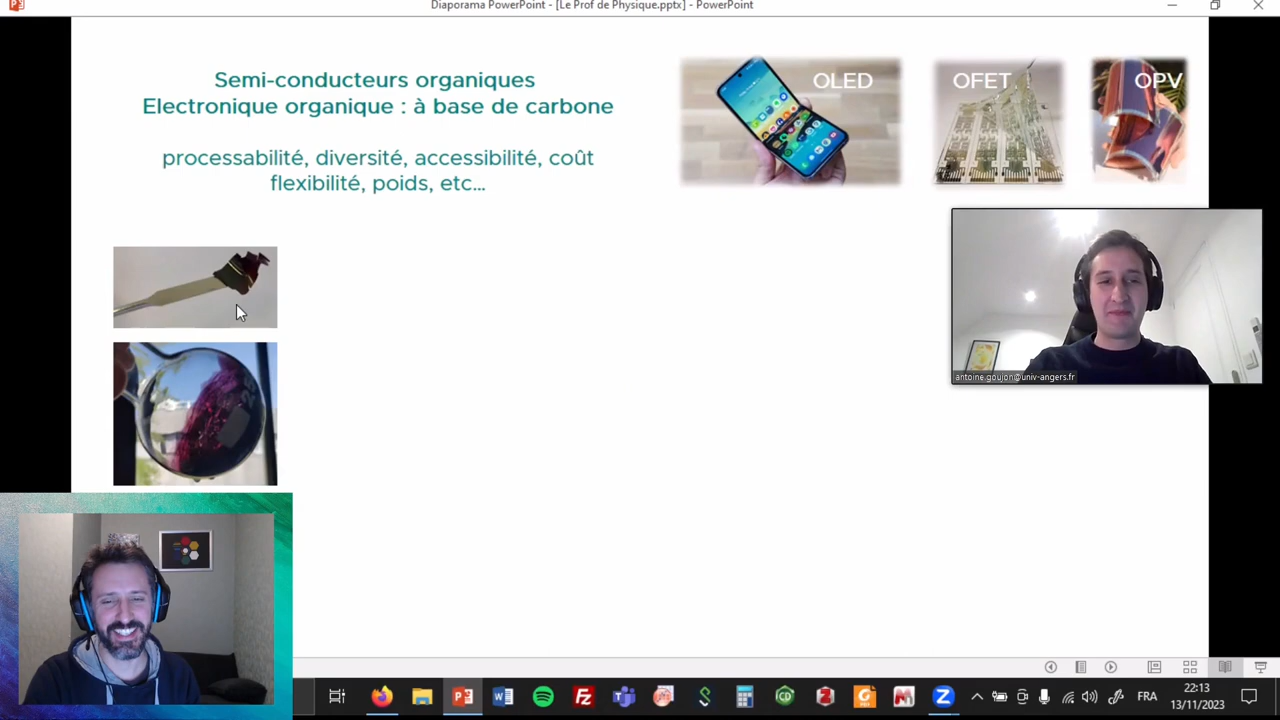 Diaporama PowerPoint - [Le Prof de Physique.pptx] - PowerPoint
Semi-conducteurs organiques
Electronique organique : à base de carbone
processabilité, diversité, accessibilité, coût
flexibilité, poids, etc...
OLED
OFET
OPV
antoine.goujon@univ-angers.fr
FRA
22:13
13/11/2023